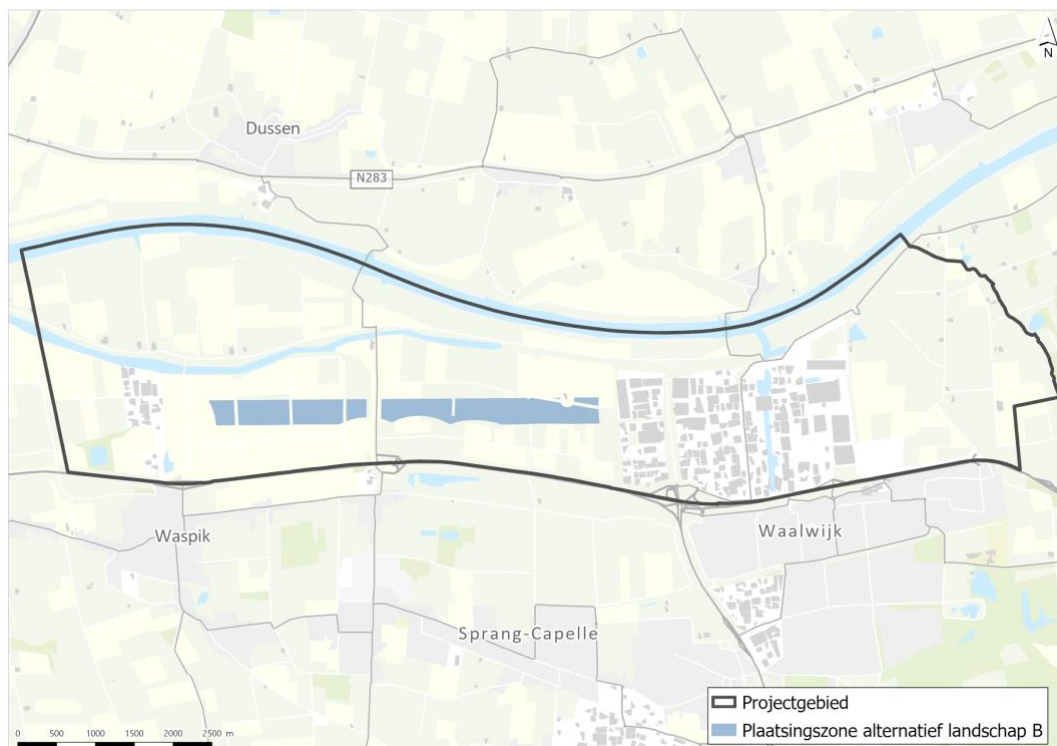 N
Dussen
N283
Waspik
Waalwijk
Sprang-Capelle
Projectgebied
Plaatsingszone alternatief landschap B
0 500 1000 1500 2000 2500 m